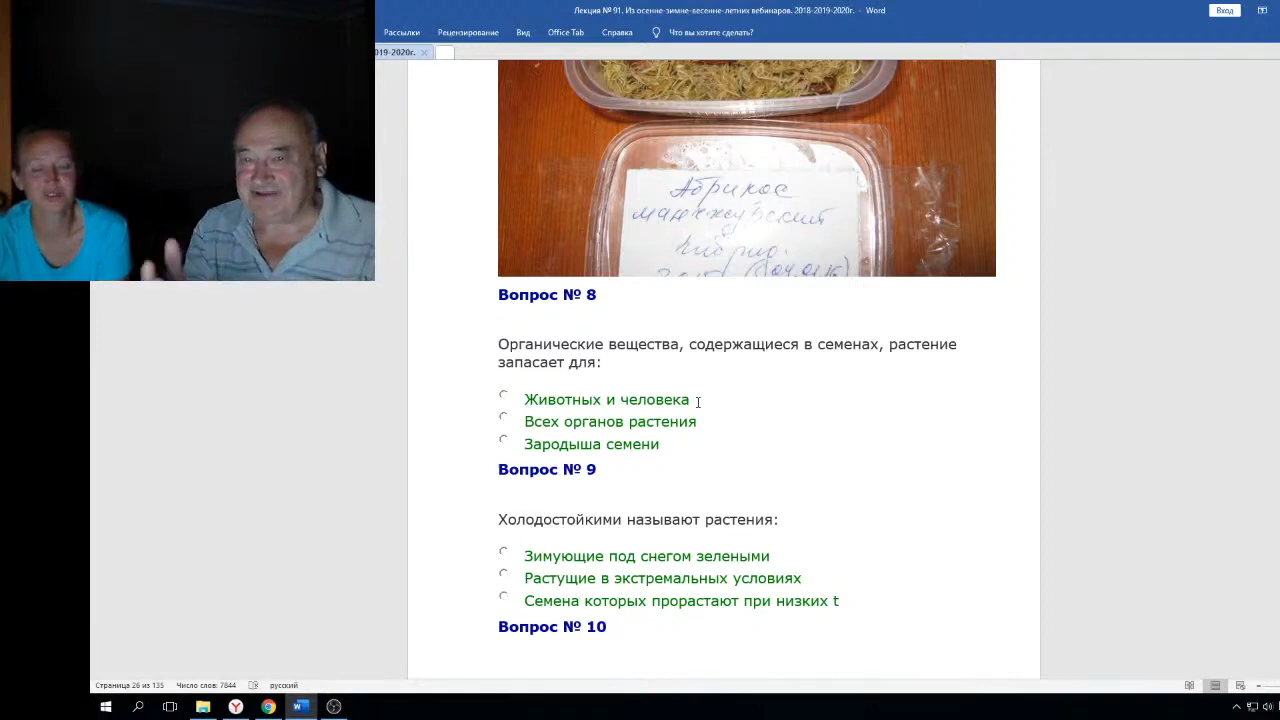 Лекция № 91. Из осенне-зимне-весенне-летних вебинаров. 2018-2019-2020г. - Word
Вход
Рассылки Рецензирование Вид Office Tab Справка Что вы хотите сделать?
019-2020г.
Абрикос
манчжурский
гибрид.
Вопрос № 8
Органические вещества, содержащиеся в семенах, растение
запасает для:
Животных и человека
Всех органов растения
Зародыша семени
Вопрос № 9
Холодостойкими называют растения:
Зимующие под снегом зелеными
Растущие в экстремальных условиях
Семена которых прорастают при низких t
Вопрос № 10
Страница 26 из 135 Число слов: 7844 русский